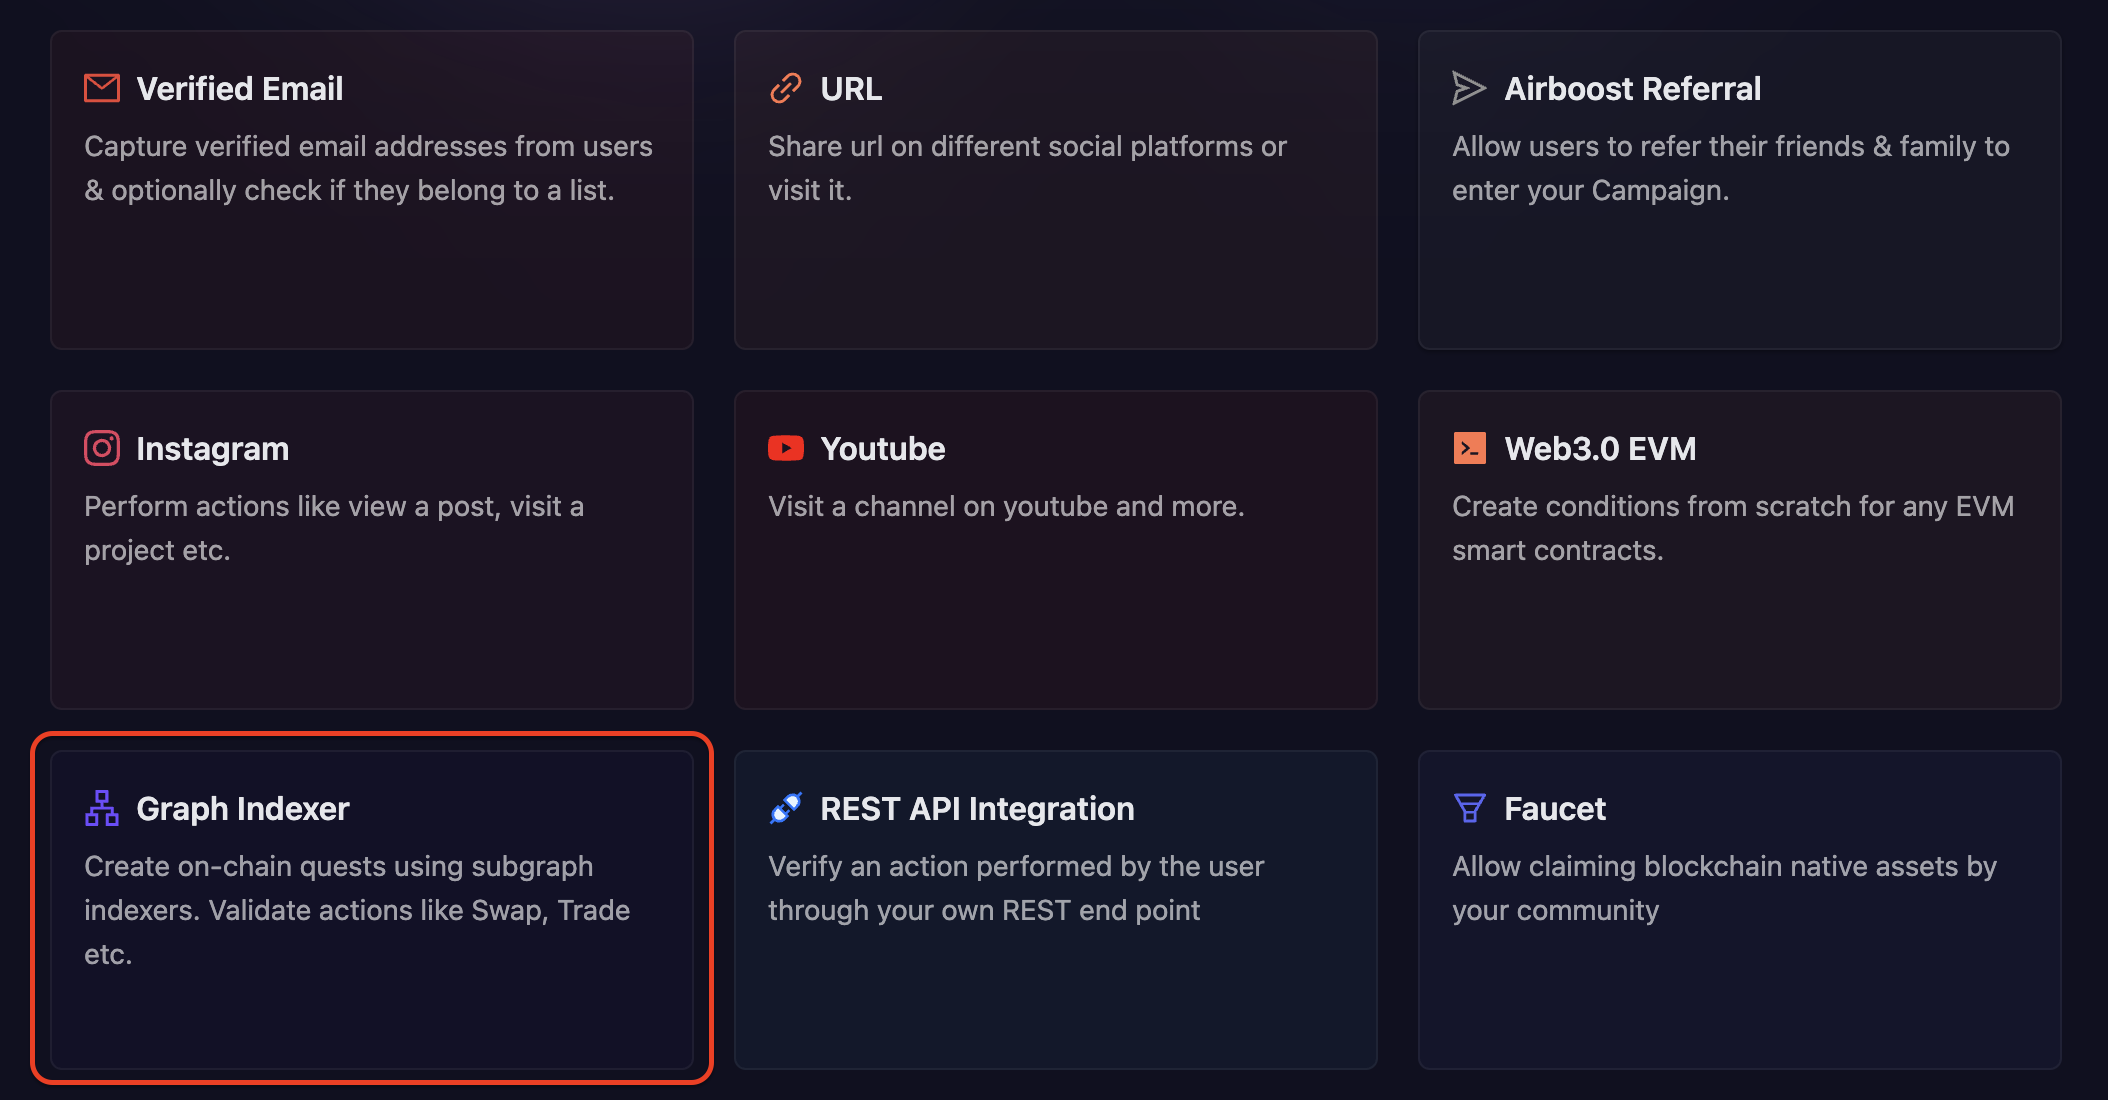 Verified Email
Capture verified email addresses from users
& optionally check if they belong to a list.
URL
Share url on different social platforms or
visit it.
Airboost Referral
Allow users to refer their friends & family to
enter your Campaign.
Instagram
Perform actions like view a post, visit a
project etc.
Youtube
Visit a channel on youtube and more.
Web3.0 EVM
Create conditions from scratch for any EVM
smart contracts.
Graph Indexer
Create on-chain quests using subgraph
indexers. Validate actions like Swap, Trade
etc.
REST API Integration
Verify an action performed by the user
through your own REST end point
Faucet
Allow claiming blockchain native assets by
your community